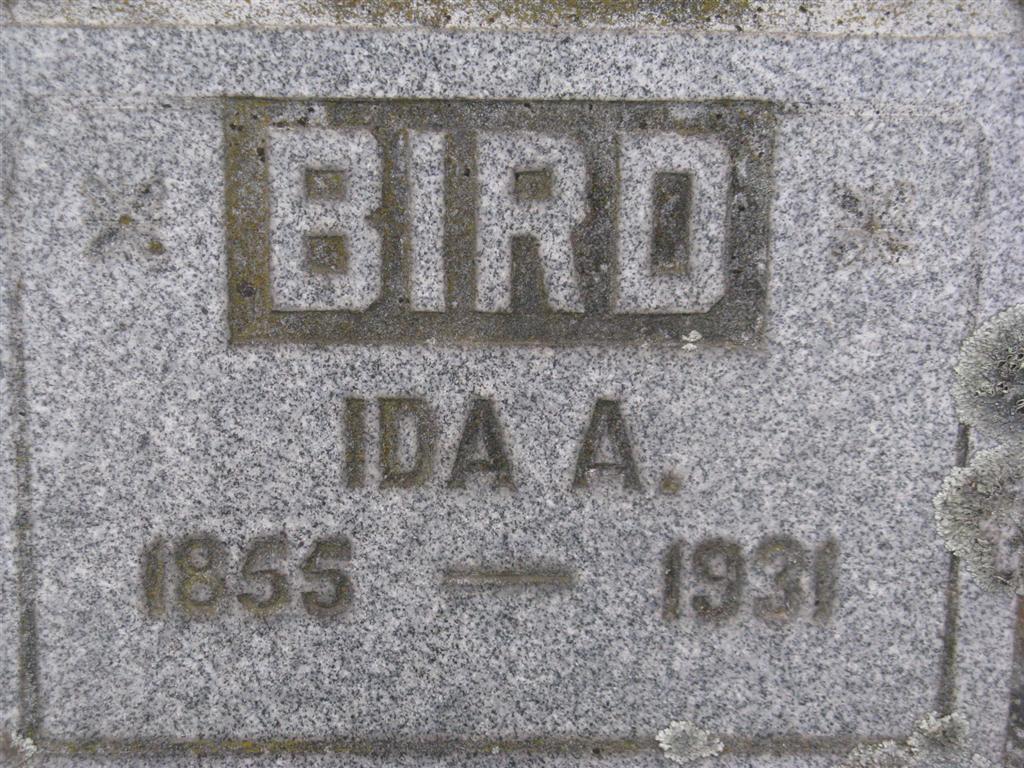 BIRD
IDA A.
1855 — 1931